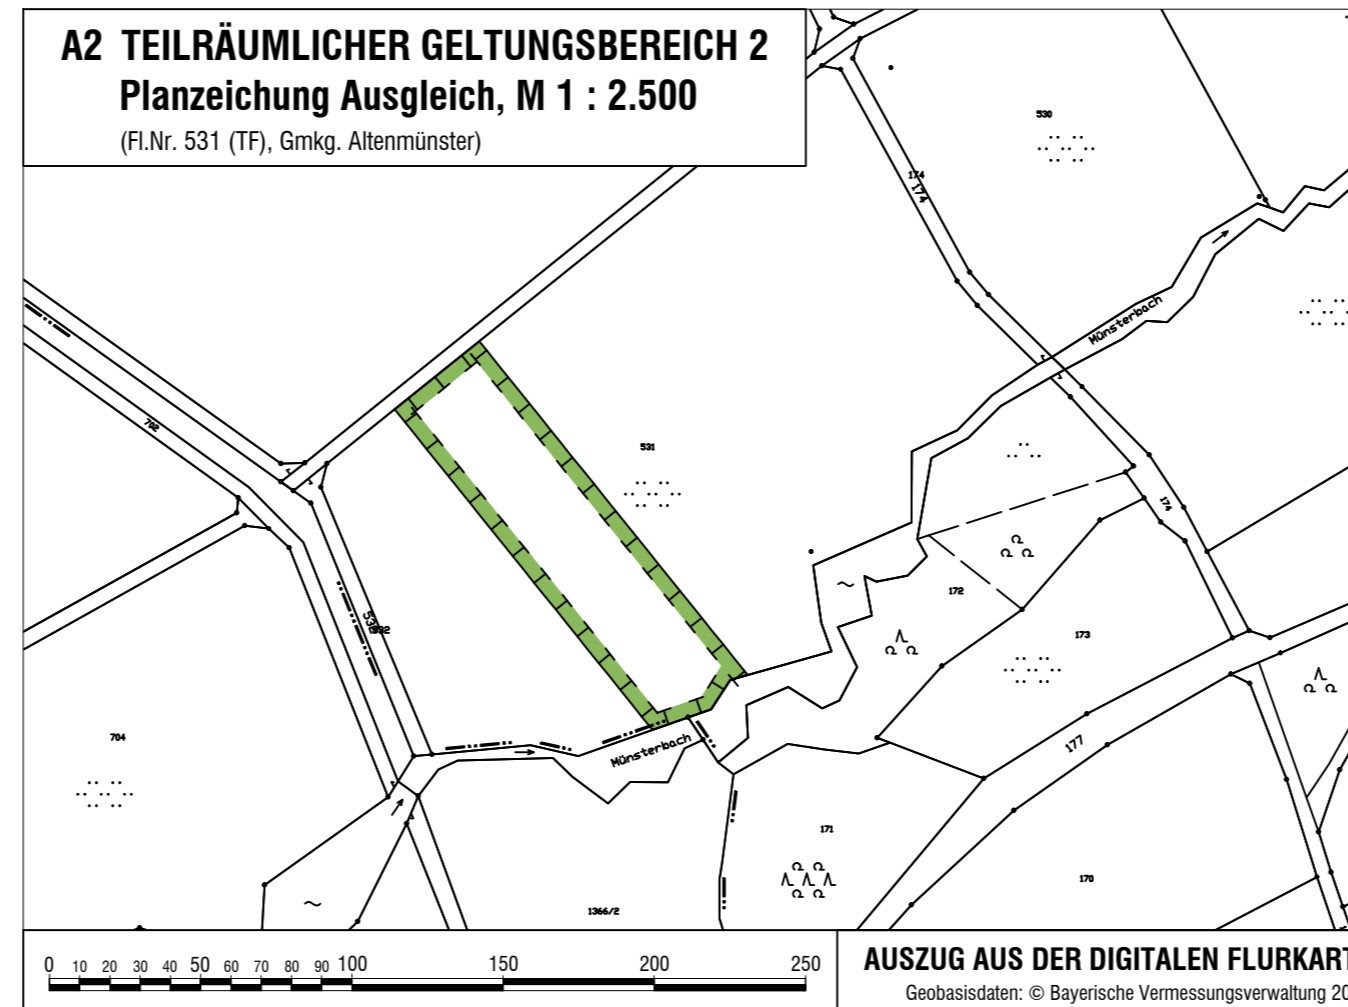 A2 TEILRÄUMLICHER GELTUNGSBEREICH 2
Planzeichung Ausgleich, M 1 : 2.500
(Fl.Nr. 531 (TF), Gmkg. Altenmünster)
530
174
174
Münsterbach
702
531
174
172
532
173
704
177
Münsterbach
171
170
1366/2
0 10 20 30 40 50 60 70 80 90 100 150 200 250
AUSZUG AUS DER DIGITALEN FLURKART
Geobasisdaten: © Bayerische Vermessungsverwaltung 20